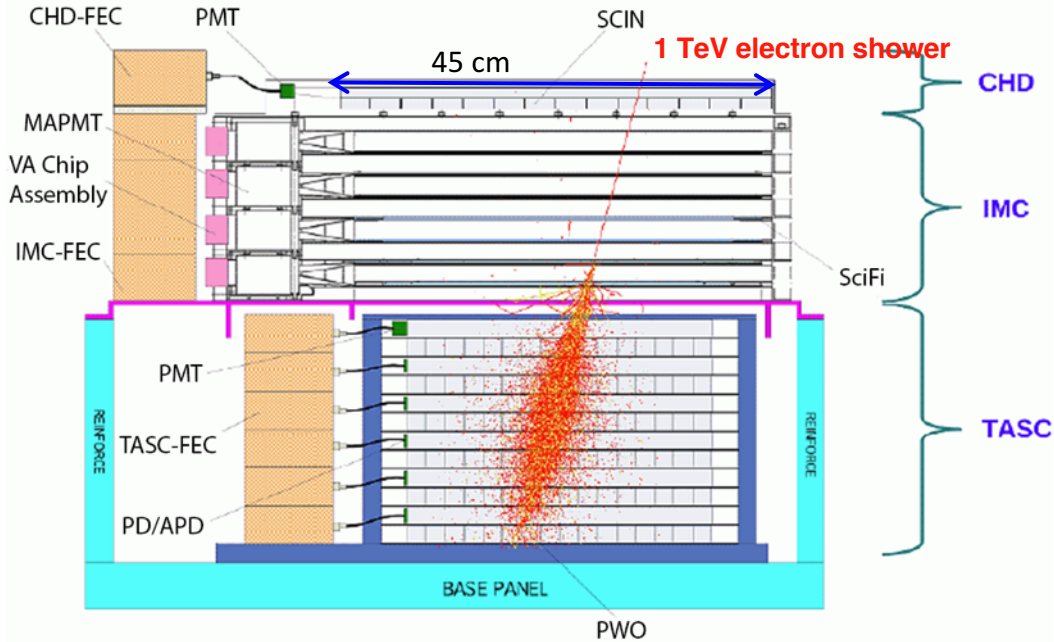 CHD-FEC
PMT
SCIN
1 TeV electron shower
45 cm
CHD
MAPMT
VA Chip
Assembly
IMC
IMC-FEC
SciFi
PMT
REINFORCE
REINFORCE
TASC-FEC
TASC
PD/APD
BASE PANEL
PWO